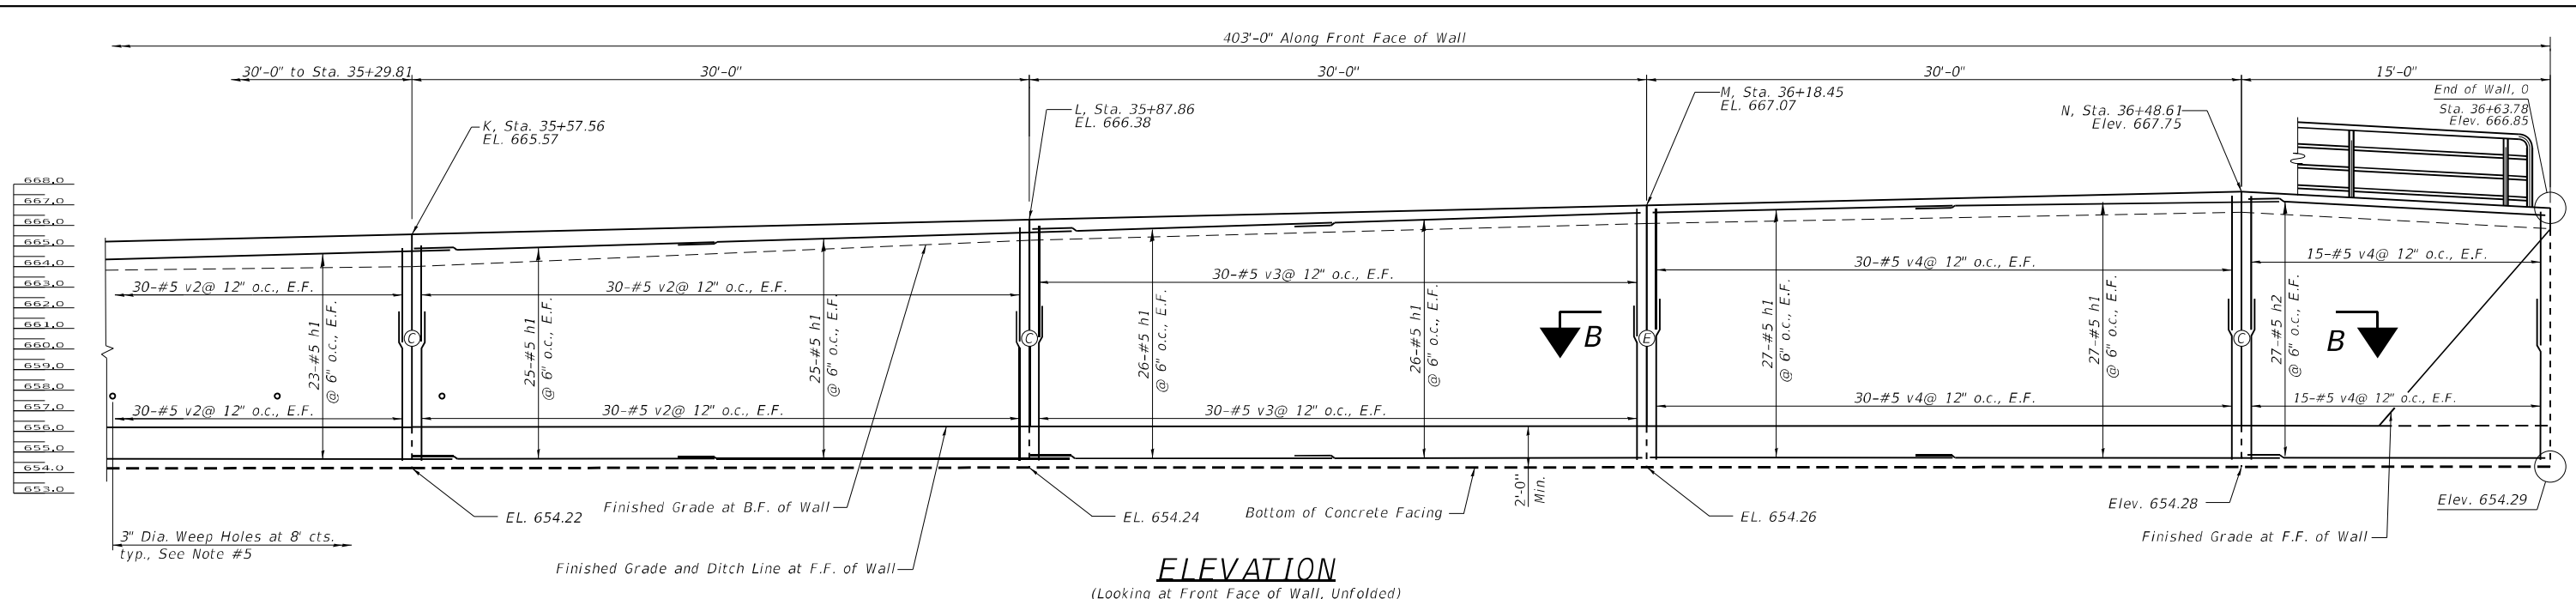 403'-0" Along Front Face of Wall
30'-0" to Sta. 35+29.81
30'-0"
30'-0"
30'-0"
15'-0"
K, Sta. 35+57.56
EL. 665.57
L, Sta. 35+87.86
EL. 666.38
M, Sta. 36+18.45
EL. 667.07
N, Sta. 36+48.61
Elev. 667.75
End of Wall, O
Sta. 36+63.78
Elev. 666.85
668.0
667.0
666.0
665.0
664.0
663.0
662.0
661.0
660.0
659.0
658.0
657.0
656.0
655.0
654.0
653.0
30-#5 v2@ 12" o.c., E.F.
30-#5 v2@ 12" o.c., E.F.
30-#5 v3@ 12" o.c., E.F.
30-#5 v4@ 12" o.c., E.F.
15-#5 v4@ 12" o.c., E.F.
23-#5 h1
@ 6" o.c., E.F.
25-#5 h1
@ 6" o.c., E.F.
25-#5 h1
@ 6" o.c., E.F.
26-#5 h1
@ 6" o.c., E.F.
26-#5 h1
@ 6" o.c., E.F.
27-#5 h1
@ 6" o.c., E.F.
27-#5 h1
@ 6" o.c., E.F.
27-#5 h2
@ 6" o.c., E.F.
C
C
E
C
B
B
30-#5 v2@ 12" o.c., E.F.
30-#5 v2@ 12" o.c., E.F.
30-#5 v3@ 12" o.c., E.F.
30-#5 v4@ 12" o.c., E.F.
15-#5 v4@ 12" o.c., E.F.
2'-0"
Min.
Finished Grade at B.F. of Wall
EL. 654.22
EL. 654.24
Bottom of Concrete Facing
EL. 654.26
Elev. 654.28
Elev. 654.29
3" Dia. Weep Holes at 8' cts.
typ., See Note #5
Finished Grade at F.F. of Wall
Finished Grade and Ditch Line at F.F. of Wall
ELEVATION
(Looking at Front Face of Wall, Unfolded)